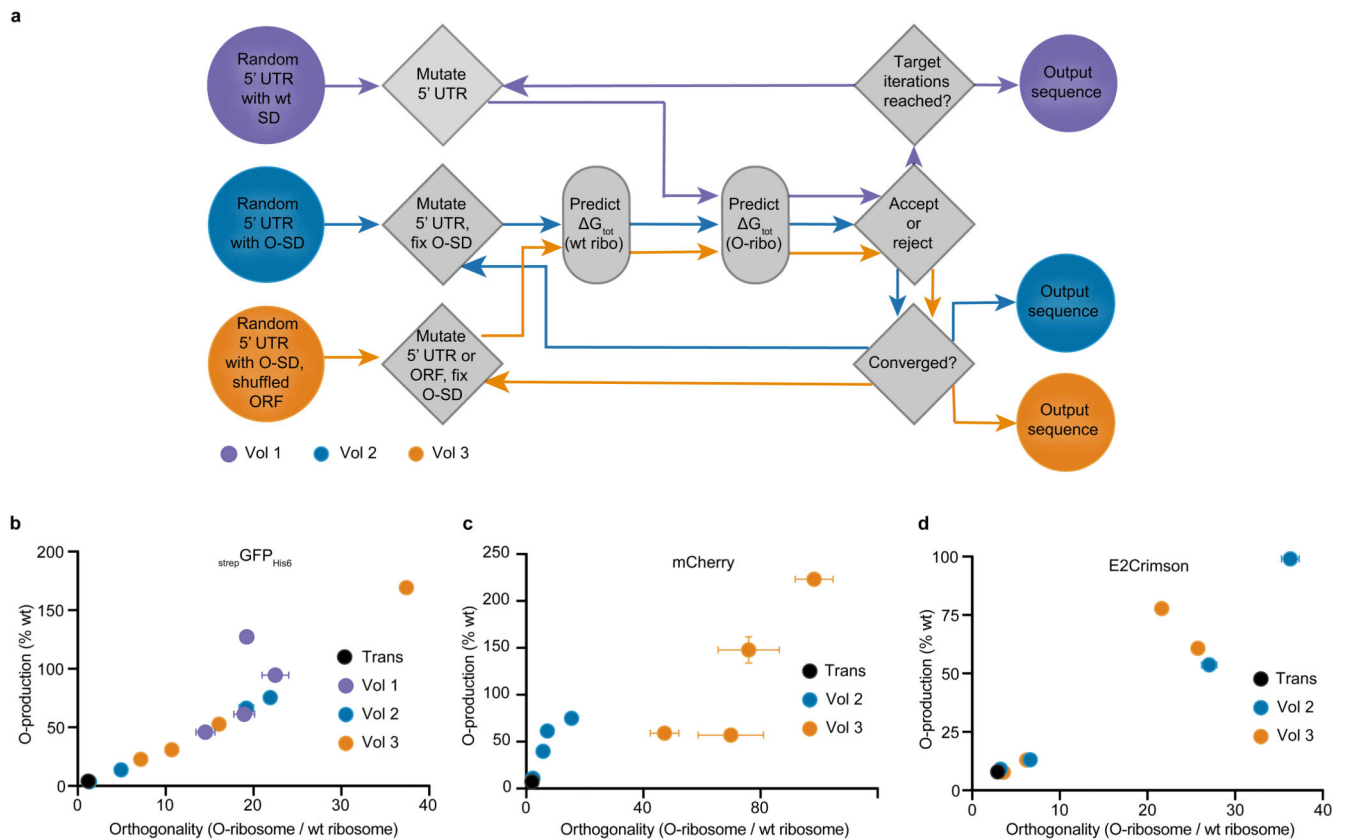 a
Random
5' UTR
with wt
SD
Mutate
5' UTR
Target
iterations
reached?
Output
sequence
Random
5' UTR
with O-SD
Mutate
5' UTR,
fix O-SD
Predict
ΔGtot
(wt ribo)
Predict
ΔGtot
(O-ribo)
Accept
or
reject
Output
sequence
Random
5' UTR
with O-SD,
shuffled
ORF
Mutate
5' UTR or
ORF, fix
O-SD
Converged?
Output
sequence
Vol 1
Vol 2
Vol 3
b
strepGFPHis6
O-production (% wt)
200
150
100
50
0
0
10
20
30
40
Orthogonality (O-ribosome / wt ribosome)
Trans
Vol 1
Vol 2
Vol 3
c
mCherry
O-production (% wt)
250
200
150
100
50
0
0
40
80
Orthogonality (O-ribosome / wt ribosome)
Trans
Vol 2
Vol 3
d
E2Crimson
O-production (% wt)
100
75
50
25
0
0
10
20
30
40
Orthogonality (O-ribosome / wt ribosome)
Trans
Vol 2
Vol 3